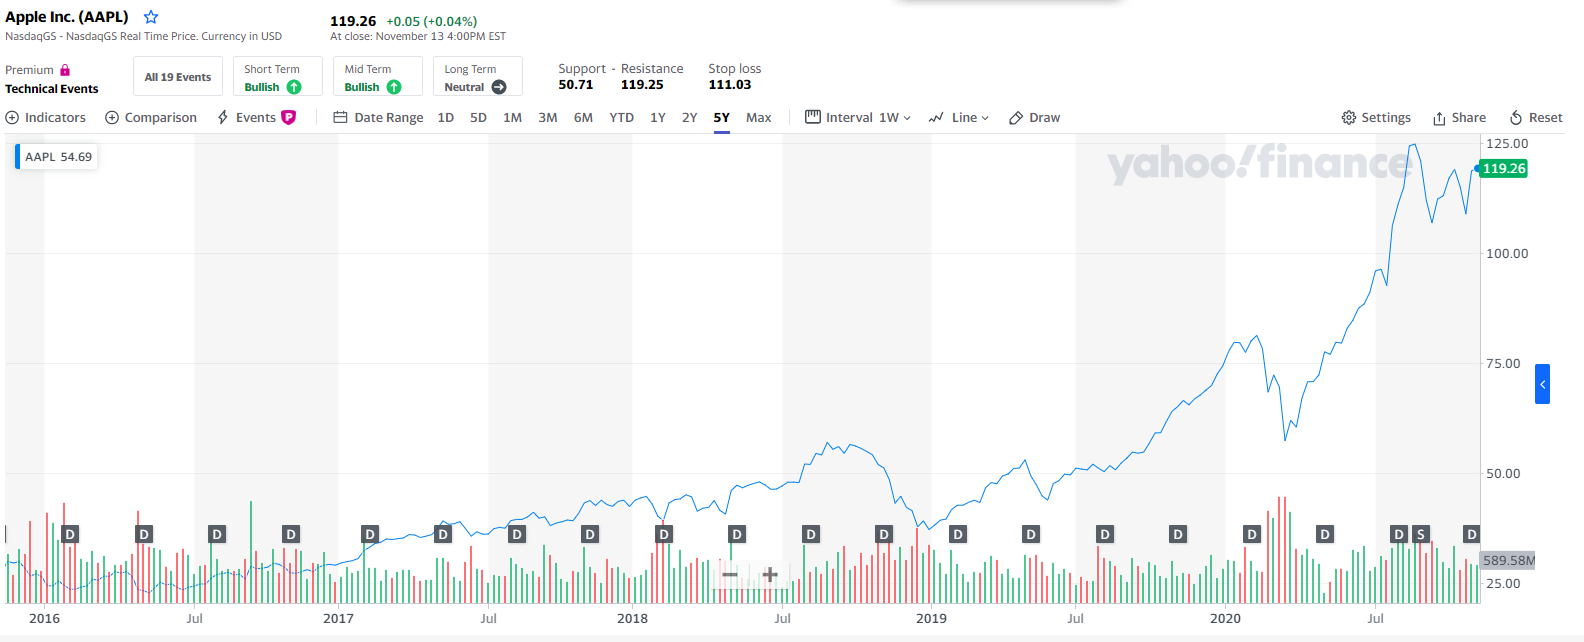 Apple Inc. (AAPL)
NasdaqGS - NasdaqGS Real Time Price. Currency in USD
119.26 +0.05 (+0.04%)
At close: November 13 4:00PM EST
Premium
Technical Events
All 19 Events
Short Term
Bullish
Mid Term
Bullish
Long Term
Neutral
Support - Resistance
50.71 119.25
Stop loss
111.03
Indicators Comparison Events P Date Range 1D 5D 1M 3M 6M YTD 1Y 2Y 5Y Max Interval 1W Line Draw Settings Share Reset
AAPL 54.69
yahoo!finance
125.00
119.26
100.00
75.00
50.00
D D D D D D D D D D D D D D D D D D D S D
589.58M
25.00
2016 Jul 2017 Jul 2018 Jul 2019 Jul 2020 Jul